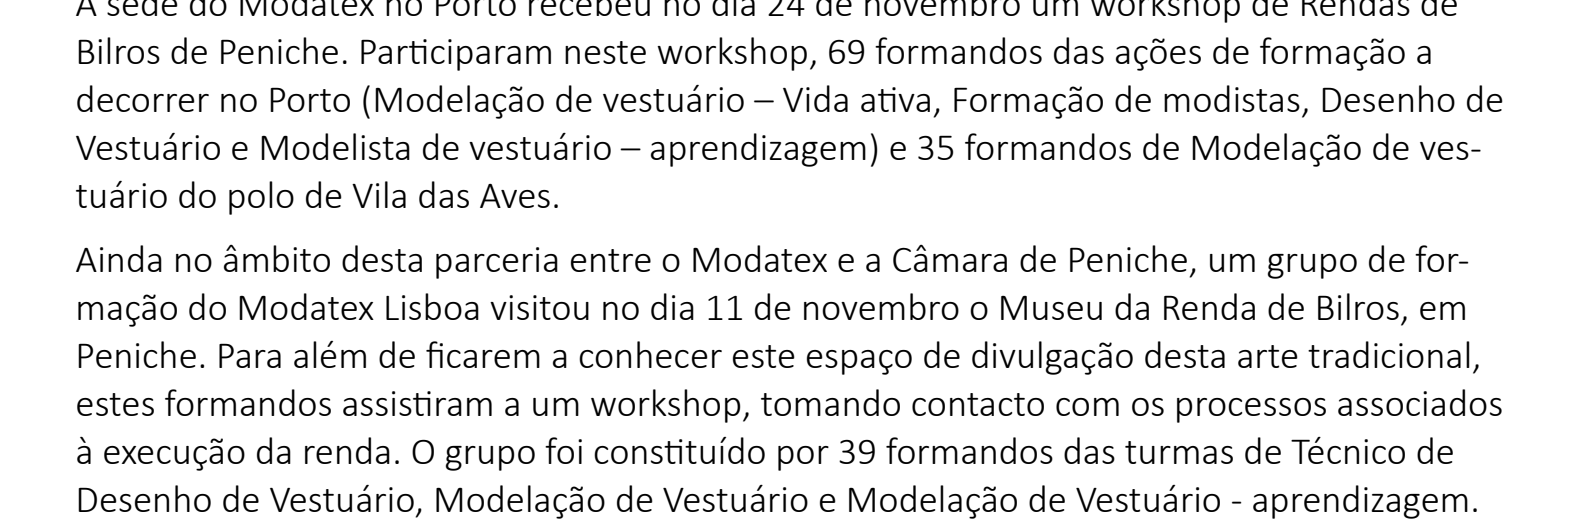 A sede do Modatex no Porto recebeu no dia 24 de novembro um workshop de Rendas de
Bilros de Peniche. Participaram neste workshop, 69 formandos das ações de formação a
decorrer no Porto (Modelação de vestuário – Vida ativa, Formação de modistas, Desenho de
Vestuário e Modelista de vestuário – aprendizagem) e 35 formandos de Modelação de ves-
tuário do polo de Vila das Aves.
Ainda no âmbito desta parceria entre o Modatex e a Câmara de Peniche, um grupo de for-
mação do Modatex Lisboa visitou no dia 11 de novembro o Museu da Renda de Bilros, em
Peniche. Para além de ficarem a conhecer este espaço de divulgação desta arte tradicional,
estes formandos assistiram a um workshop, tomando contacto com os processos associados
à execução da renda. O grupo foi constituído por 39 formandos das turmas de Técnico de
Desenho de Vestuário, Modelação de Vestuário e Modelação de Vestuário - aprendizagem.